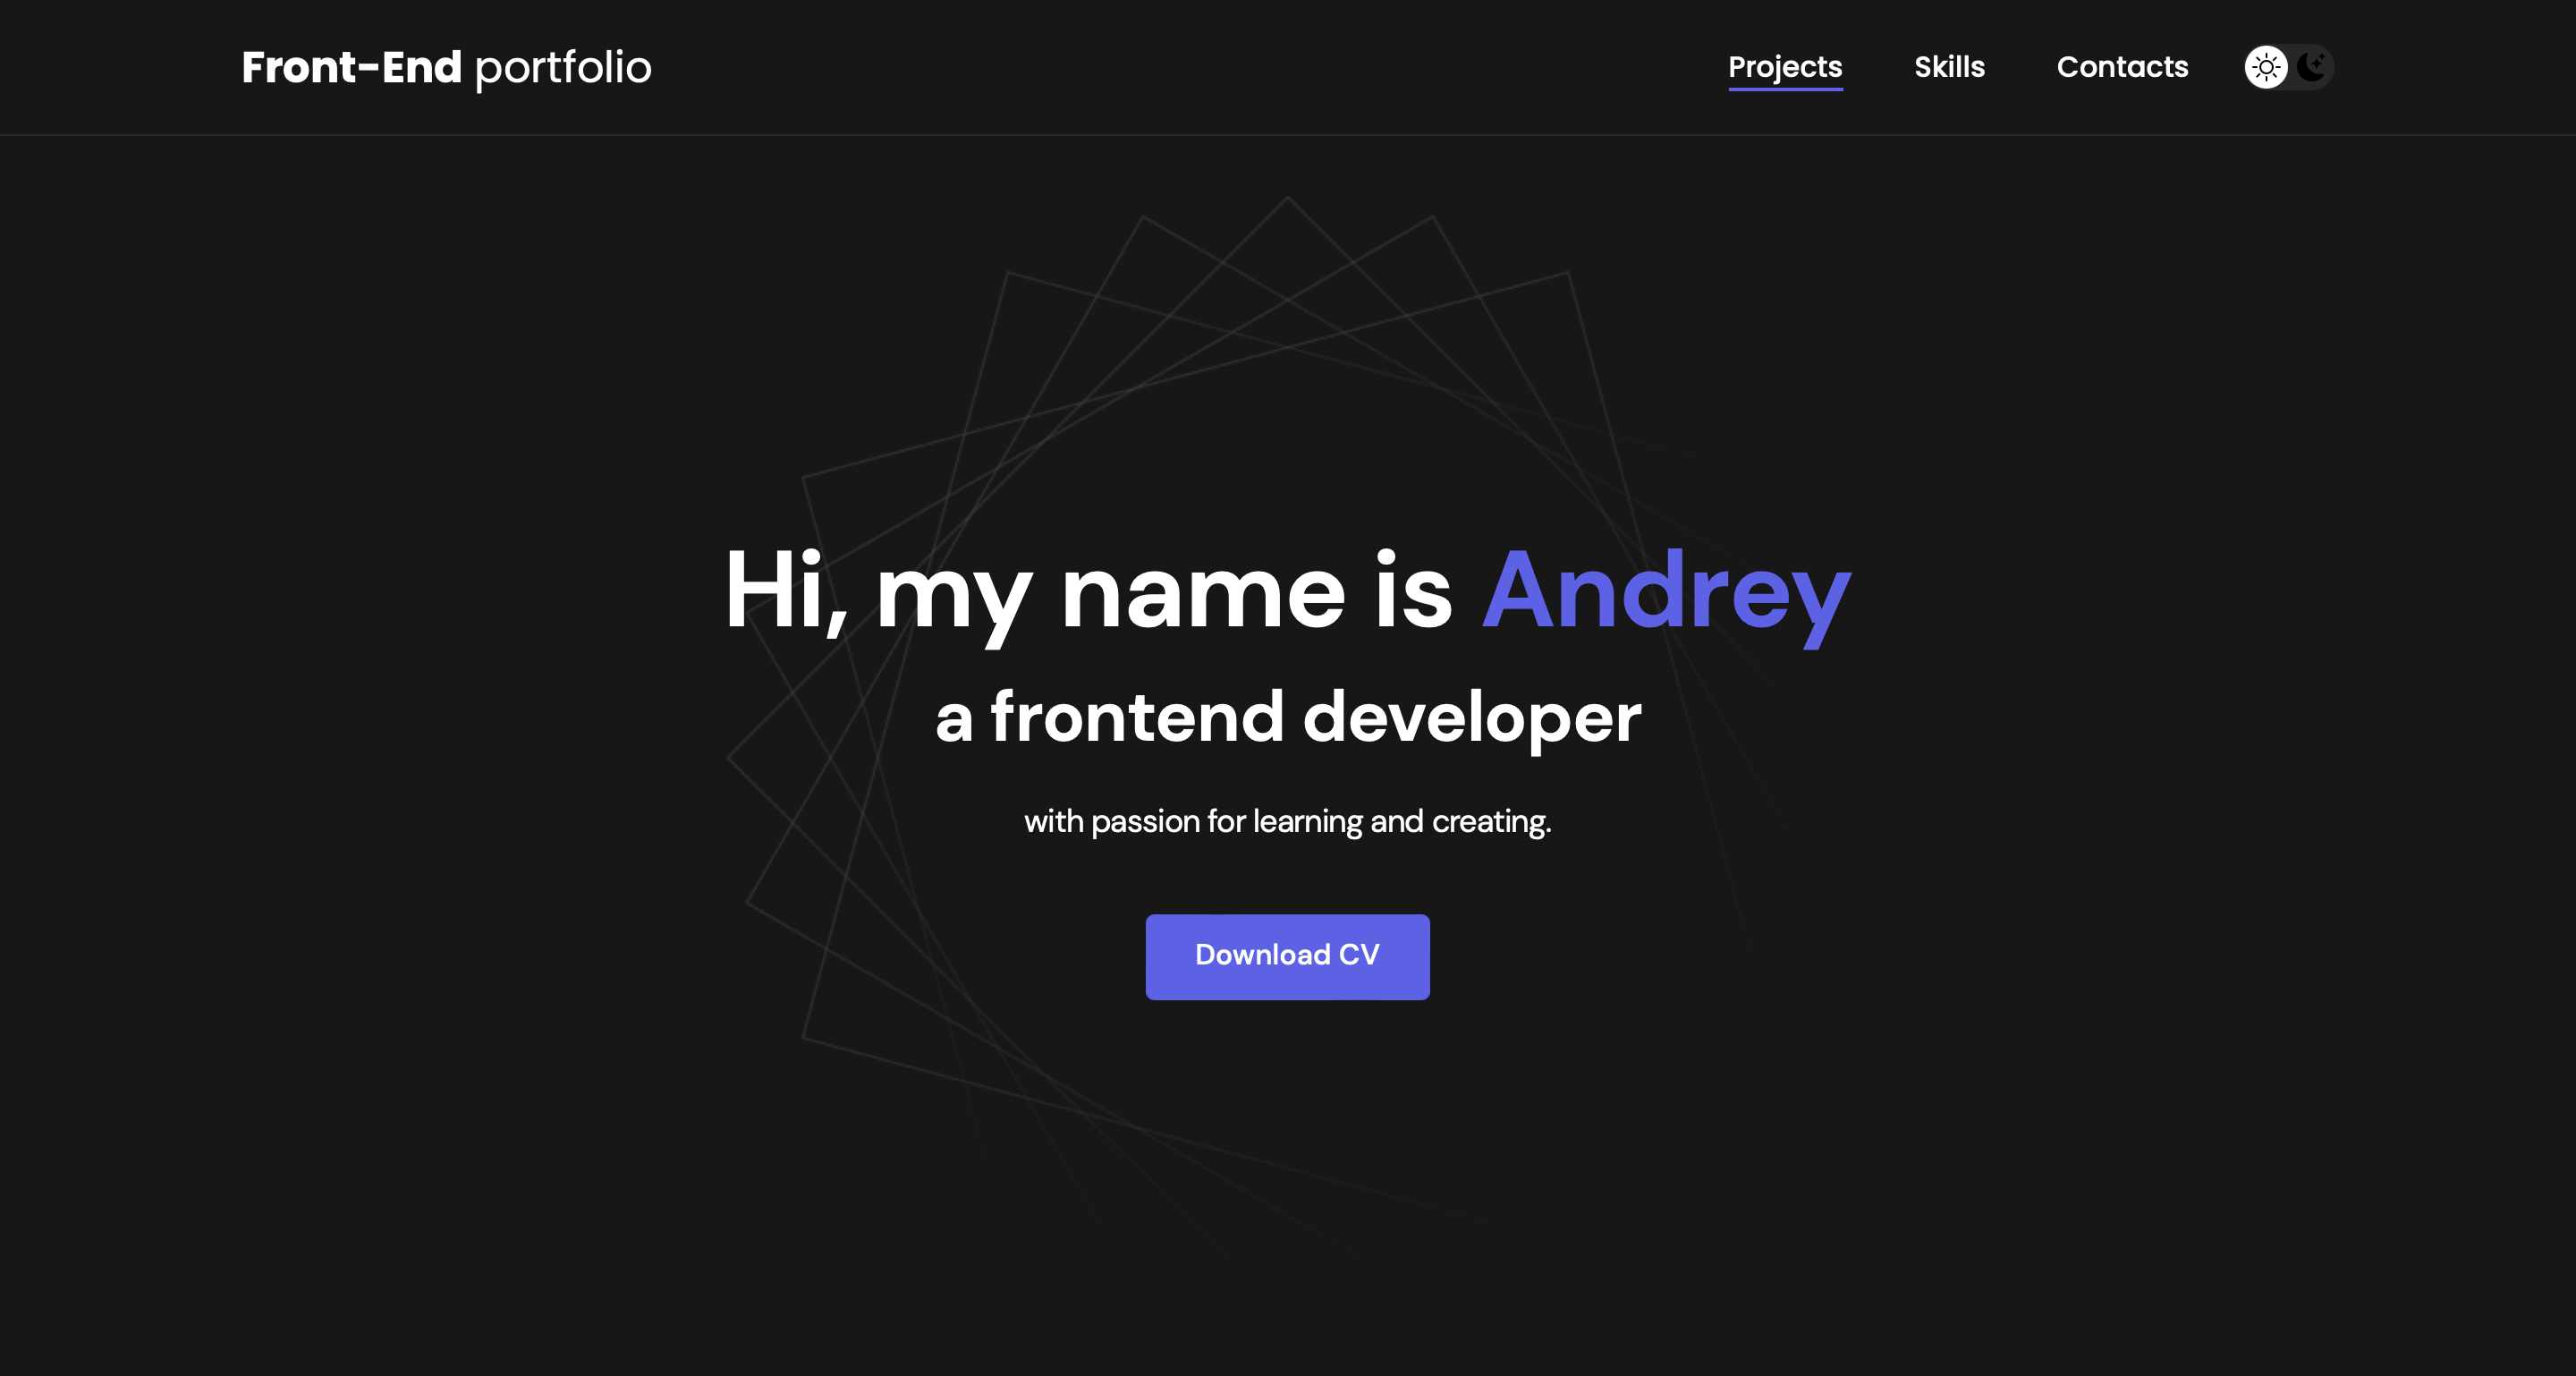 Front-End portfolio
Projects Skills Contacts
Hi, my name is Andrey
a frontend developer
with passion for learning and creating.
Download CV